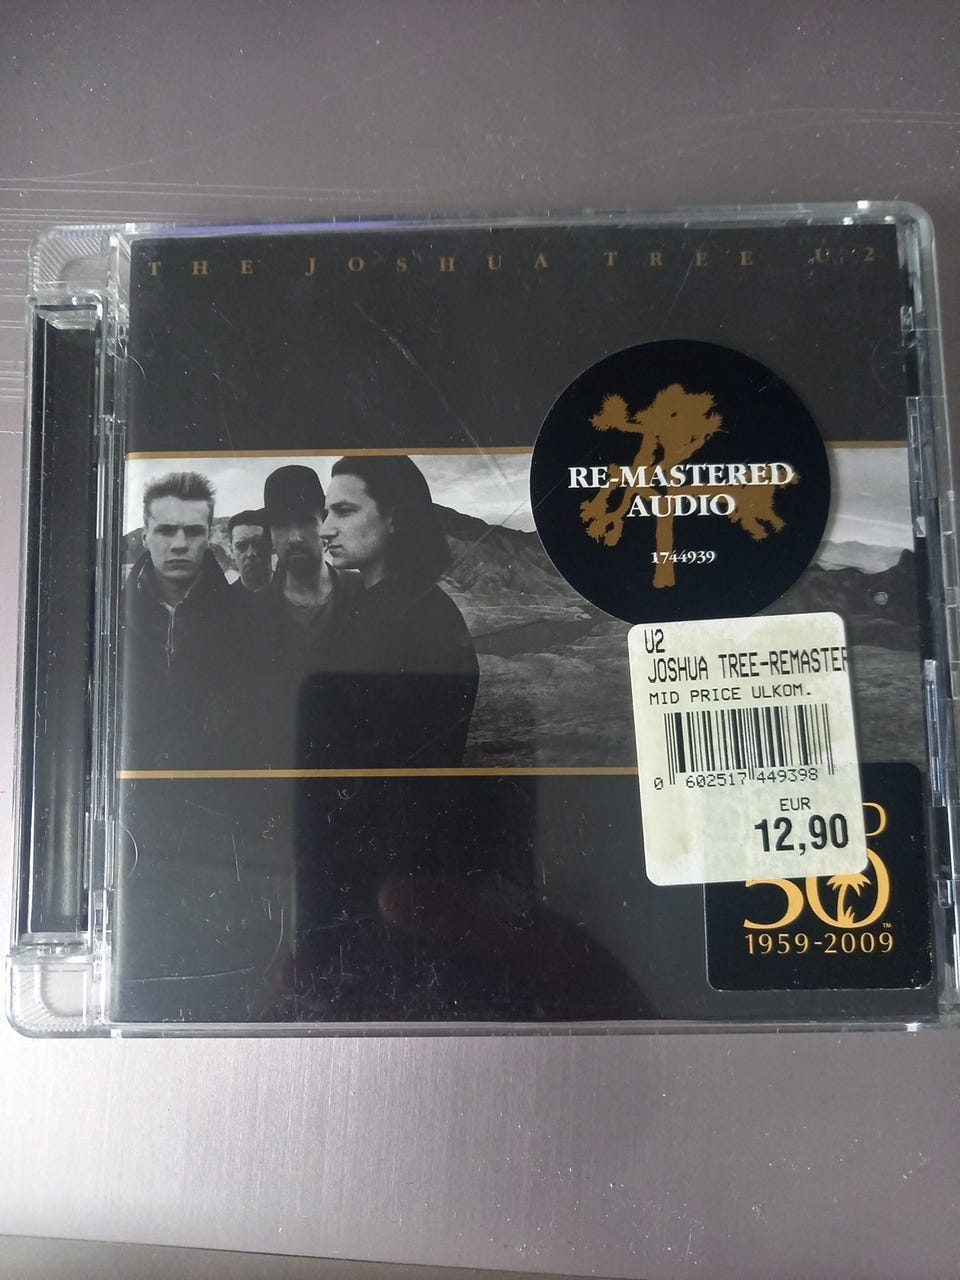 THE JOSHUA TREE U2
RE-MASTERED
AUDIO
1744939
U2
JOSHUA TREE-REMASTER
MID PRICE ULKOM.
0 602517 449398
EUR
12,90
D
50™
1959-2009